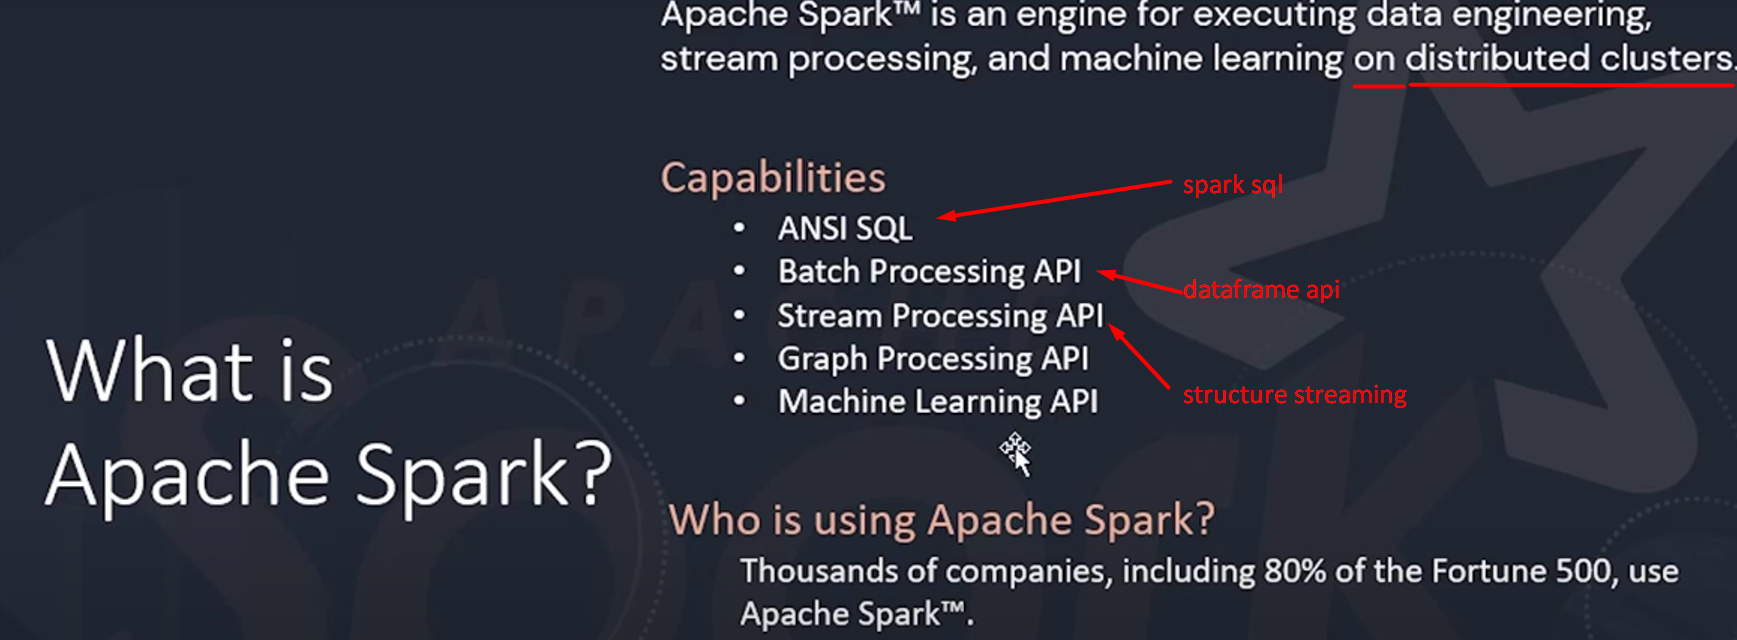 Apache Spark™ is an engine for executing data engineering,
stream processing, and machine learning on distributed clusters.
Capabilities
• ANSI SQL
spark sql
• Batch Processing API
dataframe api
• Stream Processing API
• Graph Processing API
• Machine Learning API
structure streaming
What is
Apache Spark?
Who is using Apache Spark?
Thousands of companies, including 80% of the Fortune 500, use
Apache Spark™.
APACHE
Spark